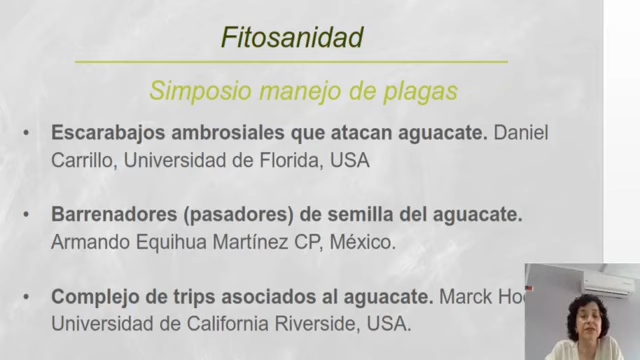 Fitosanidad
Simposio manejo de plagas
• Escarabajos ambrosiales que atacan aguacate. Daniel
Carrillo, Universidad de Florida, USA
• Barrenadores (pasadores) de semilla del aguacate.
Armando Equihua Martínez CP, México.
• Complejo de trips asociados al aguacate. Marck
Universidad de California Riverside, USA.